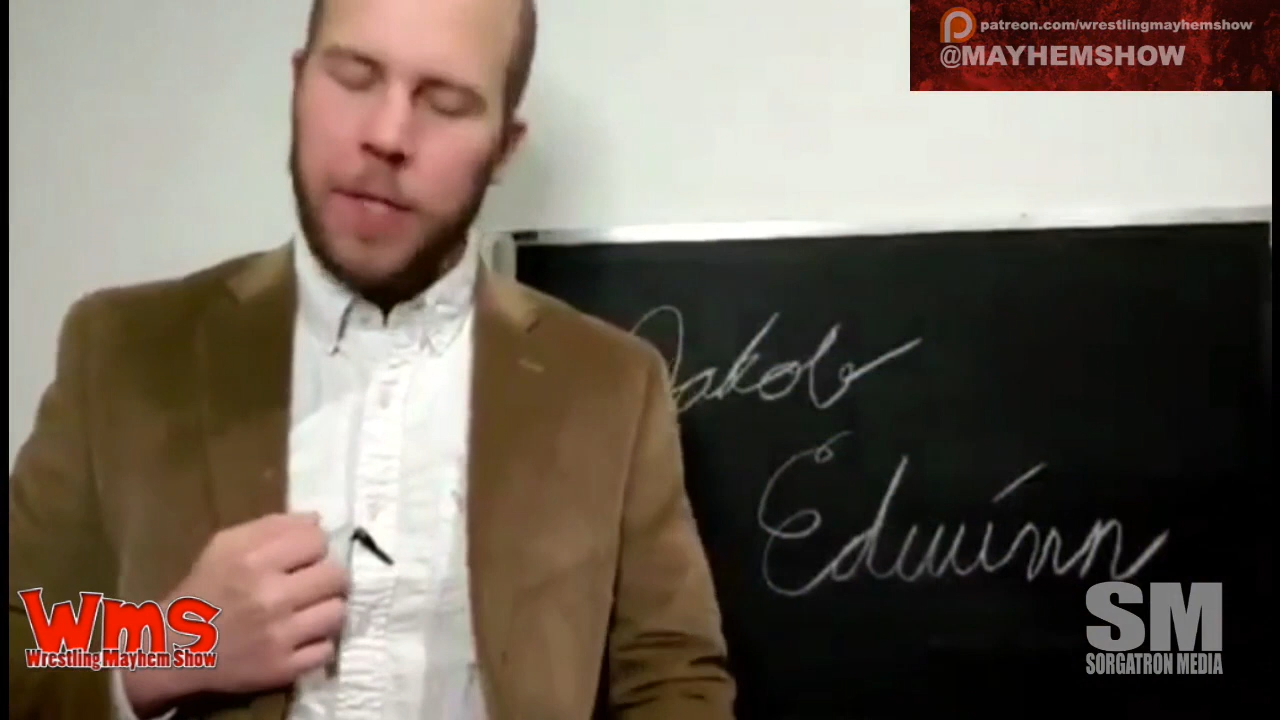 patreon.com/wrestlingmayhemshow
@MAYHEMSHOW
Jakob
Edwinn
Wms
Wrestling Mayhem Show
SM
SORGATRON MEDIA